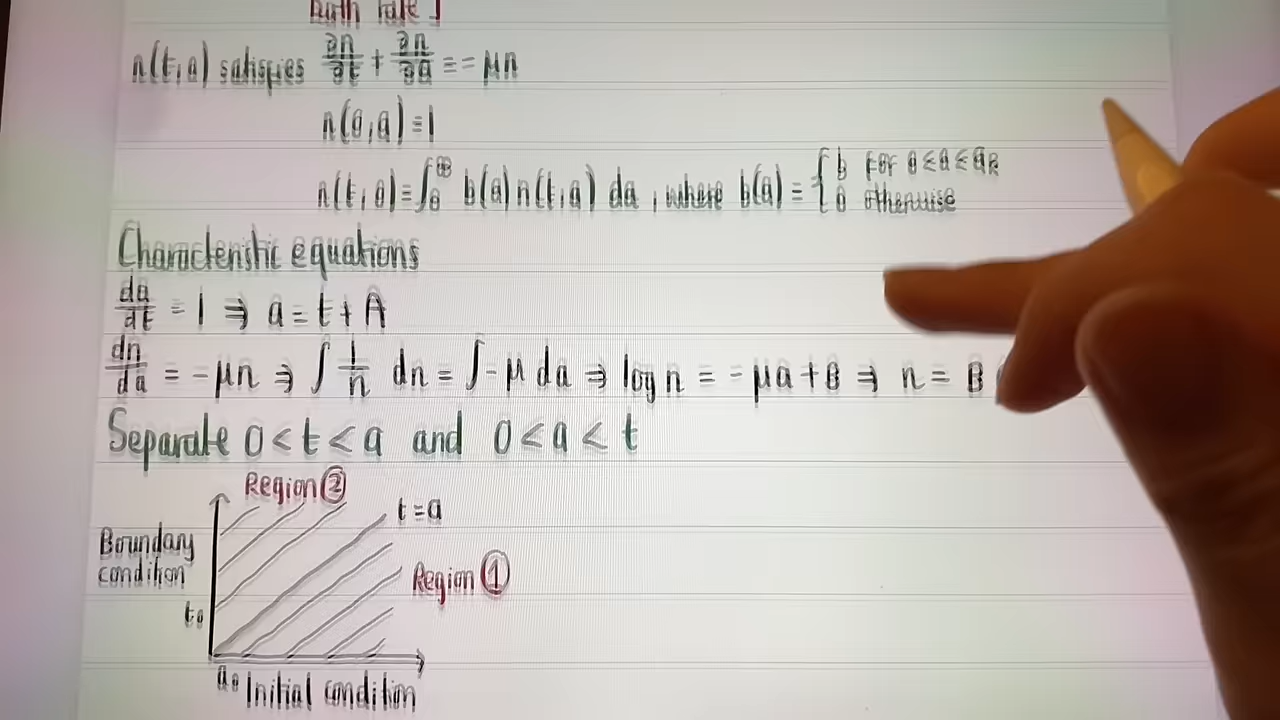 Birth rate]
n(t,a) satisfies ∂n/∂t + ∂n/∂a = -μn
n(0,a)=1
n(t,0)=∫₀^∞ b(a)n(t,a) da, where b(a) = { b for 0≤a≤a_R
0 otherwise
Characteristic equations
da/dt = 1 ⇒ a = t + A
dn/da = -μn ⇒ ∫ 1/n dn = ∫ -μ da ⇒ log n = -μa + B ⇒ n = B
Separate 0 < t < a and 0 < a < t
Region ②
t = a
Boundary
condition
Region ①
t₀
a₀ Initial condition